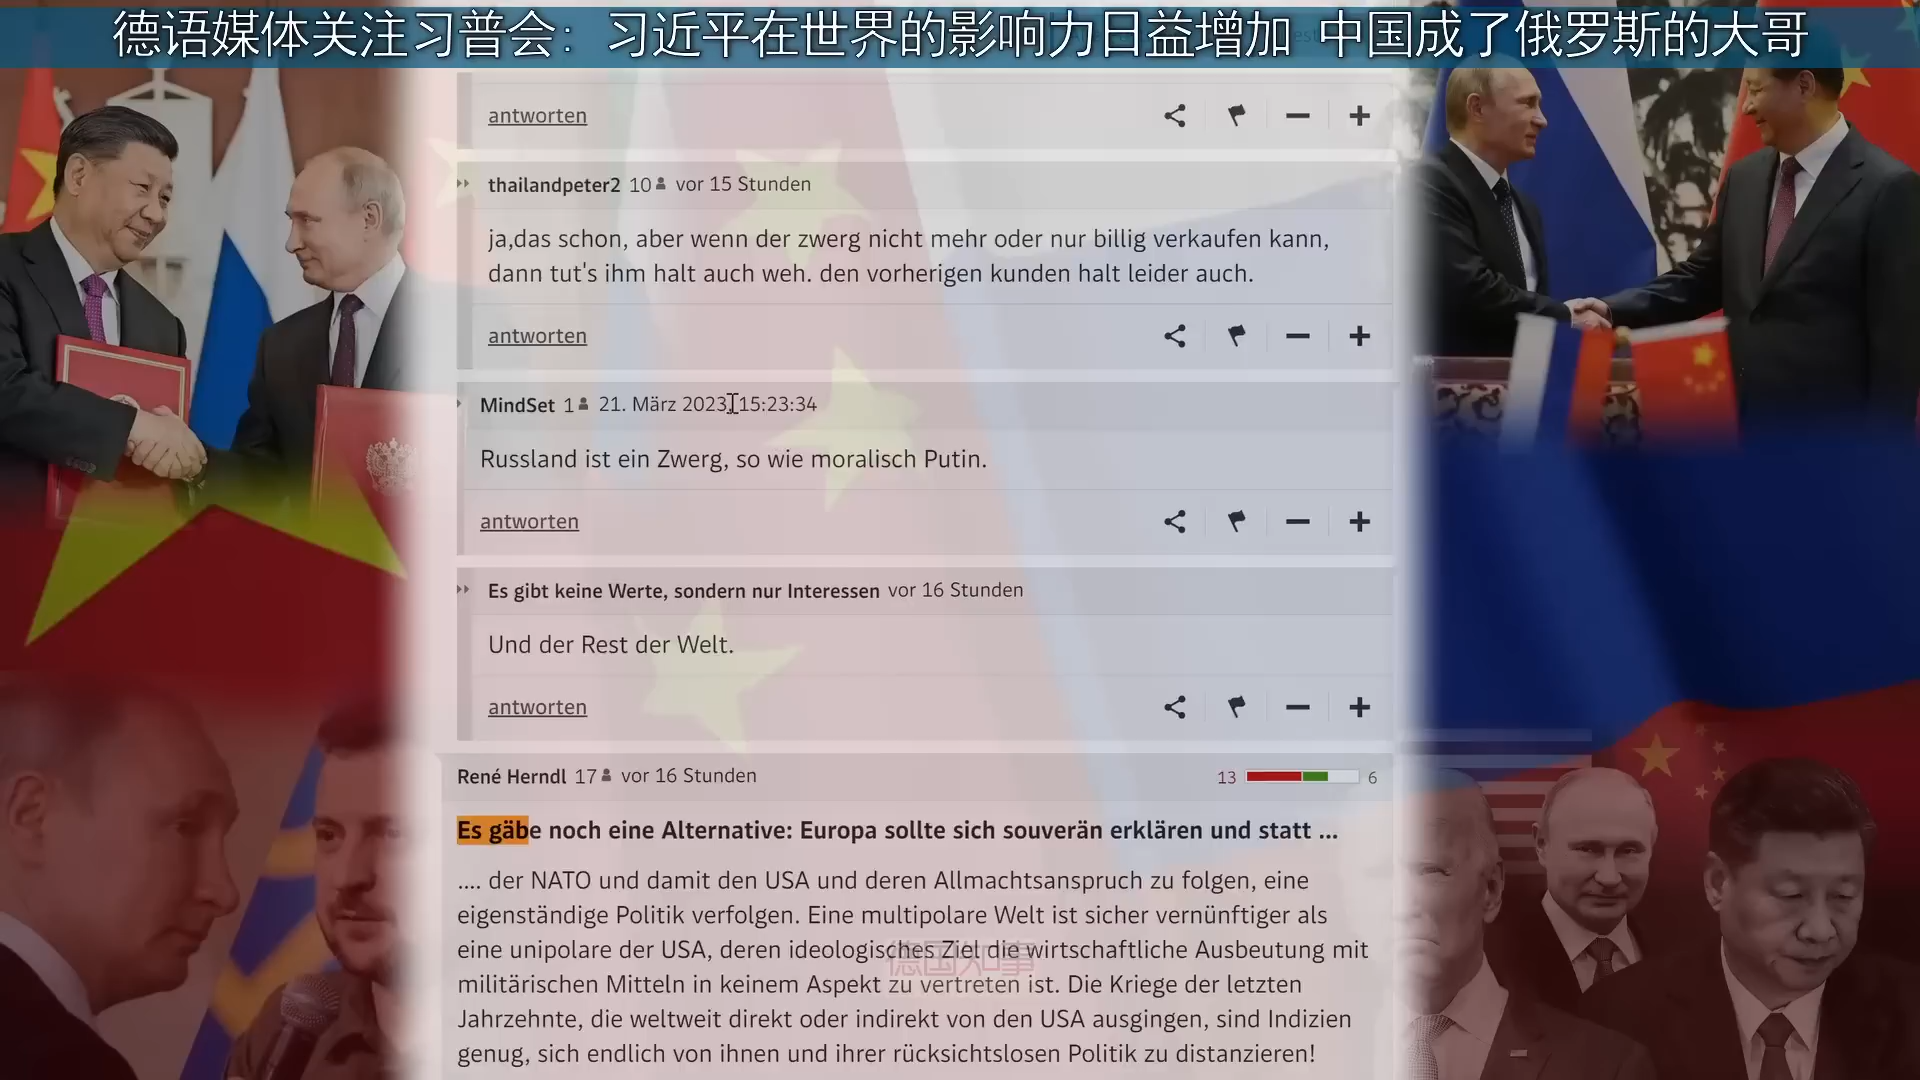 德语媒体关注习普会：习近平在世界的影响力日益增加 中国成了俄罗斯的大哥
antworten
thailandpeter2 10 vor 15 Stunden
ja,das schon, aber wenn der zwerg nicht mehr oder nur billig verkaufen kann,
dann tut's ihm halt auch weh. den vorherigen kunden halt leider auch.
antworten
MindSet 1 21. März 2023, 15:23:34
Russland ist ein Zwerg, so wie moralisch Putin.
antworten
Es gibt keine Werte, sondern nur Interessen vor 16 Stunden
Und der Rest der Welt.
antworten
René Herndl 17 vor 16 Stunden 13 6
Es gäbe noch eine Alternative: Europa sollte sich souverän erklären und statt ...
.... der NATO und damit den USA und deren Allmachtsanspruch zu folgen, eine
eigenständige Politik verfolgen. Eine multipolare Welt ist sicher vernünftiger als
eine unipolare der USA, deren ideologisches Ziel die wirtschaftliche Ausbeutung mit
德国知事
militärischen Mitteln in keinem Aspekt zu vertreten ist. Die Kriege der letzten
Jahrzehnte, die weltweit direkt oder indirekt von den USA ausgingen, sind Indizien
genug, sich endlich von ihnen und ihrer rücksichtslosen Politik zu distanzieren!